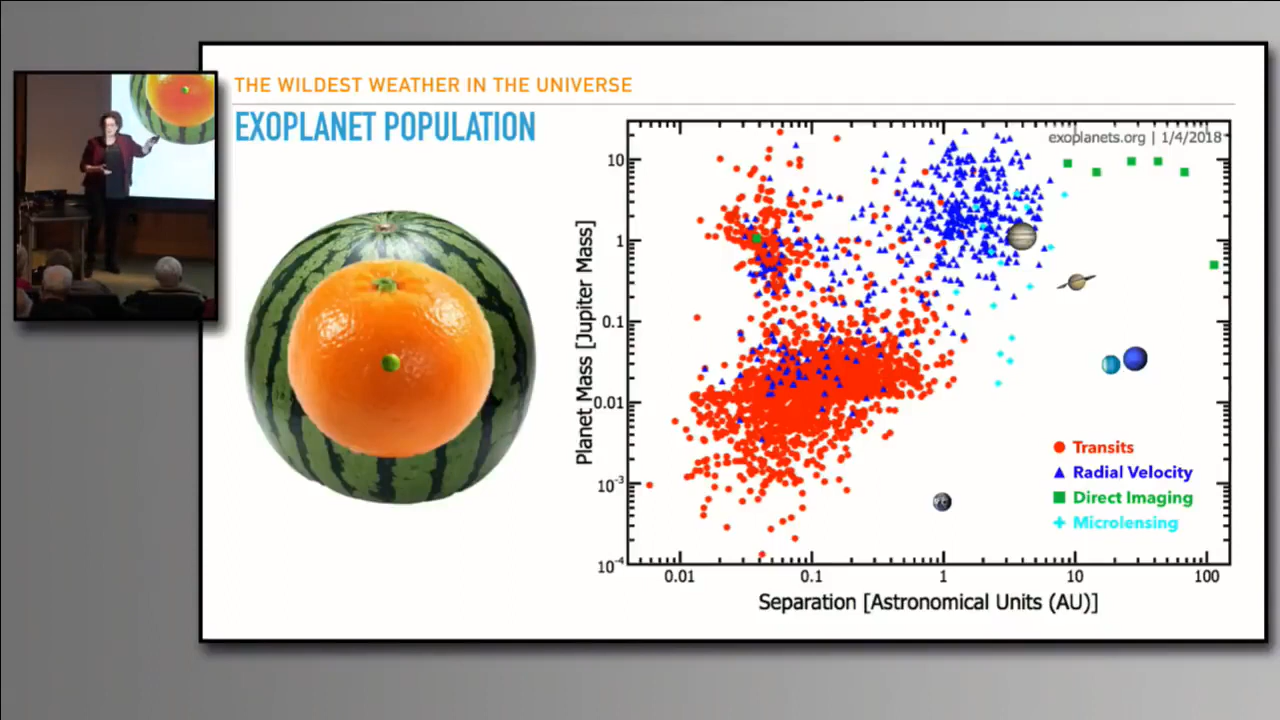 THE WILDEST WEATHER IN THE UNIVERSE
EXOPLANET POPULATION
exoplanets.org | 1/4/2018
Planet Mass [Jupiter Mass]
10
1
0.1
0.01
10⁻³
10⁻⁴
Transits
Radial Velocity
Direct Imaging
Microlensing
0.01 0.1 1 10 100
Separation [Astronomical Units (AU)]